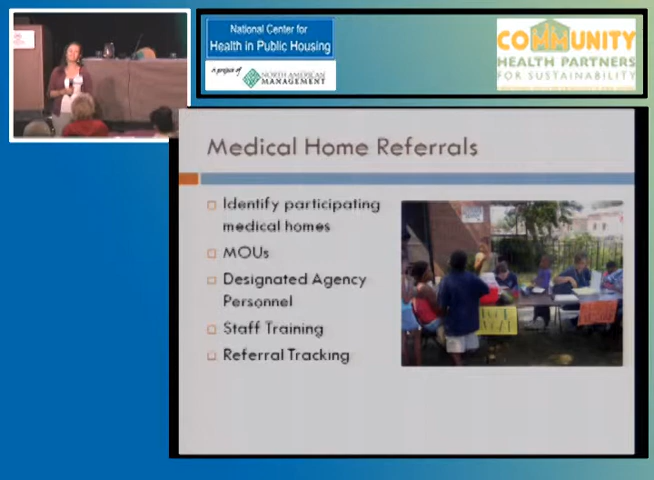 National Center for
Health in Public Housing
a project of
NORTH AMERICAN
MANAGEMENT
COMMUNITY
HEALTH PARTNERS
FOR SUSTAINABILITY
Medical Home Referrals
Identify participating
medical homes
MOUs
Designated Agency
Personnel
Staff Training
Referral Tracking